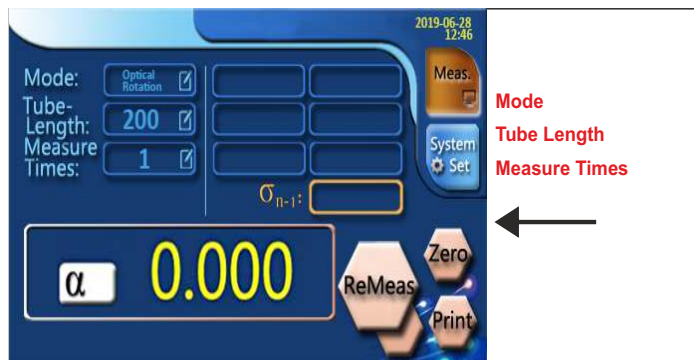 2019-06-28
12:46
Mode:
Optical
Rotation
Tube-
Length:
200
Measure
Times:
1
σn-1:
Meas.
System
Set
α
0.000
ReMeas
Zero
Print
Mode
Tube Length
Measure Times